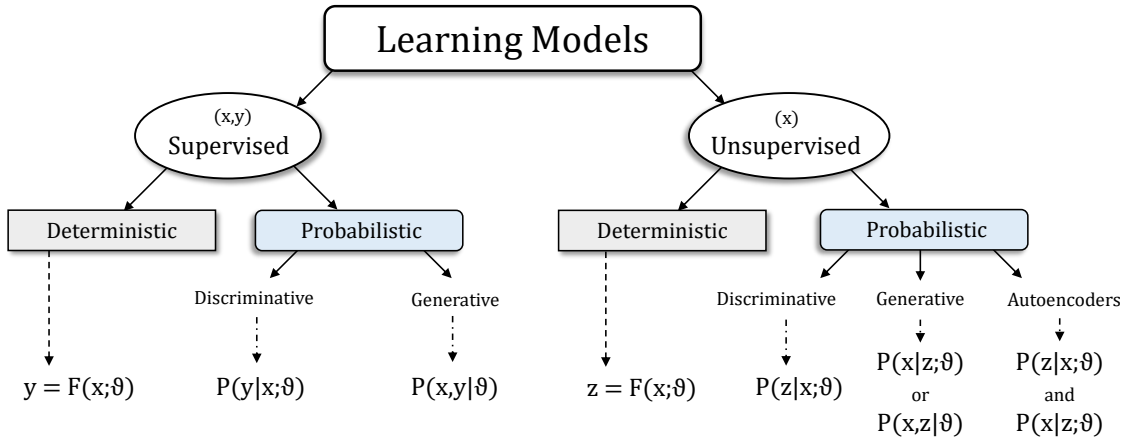 Learning Models
(x,y)
Supervised
(x)
Unsupervised
Deterministic
Probabilistic
Deterministic
Probabilistic
Discriminative
Generative
Discriminative
Generative
Autoencoders
y = F(x;ϑ)
P(y|x;ϑ)
P(x,y|ϑ)
z = F(x;ϑ)
P(z|x;ϑ)
P(x|z;ϑ)
or
P(x,z|ϑ)
P(z|x;ϑ)
and
P(x|z;ϑ)